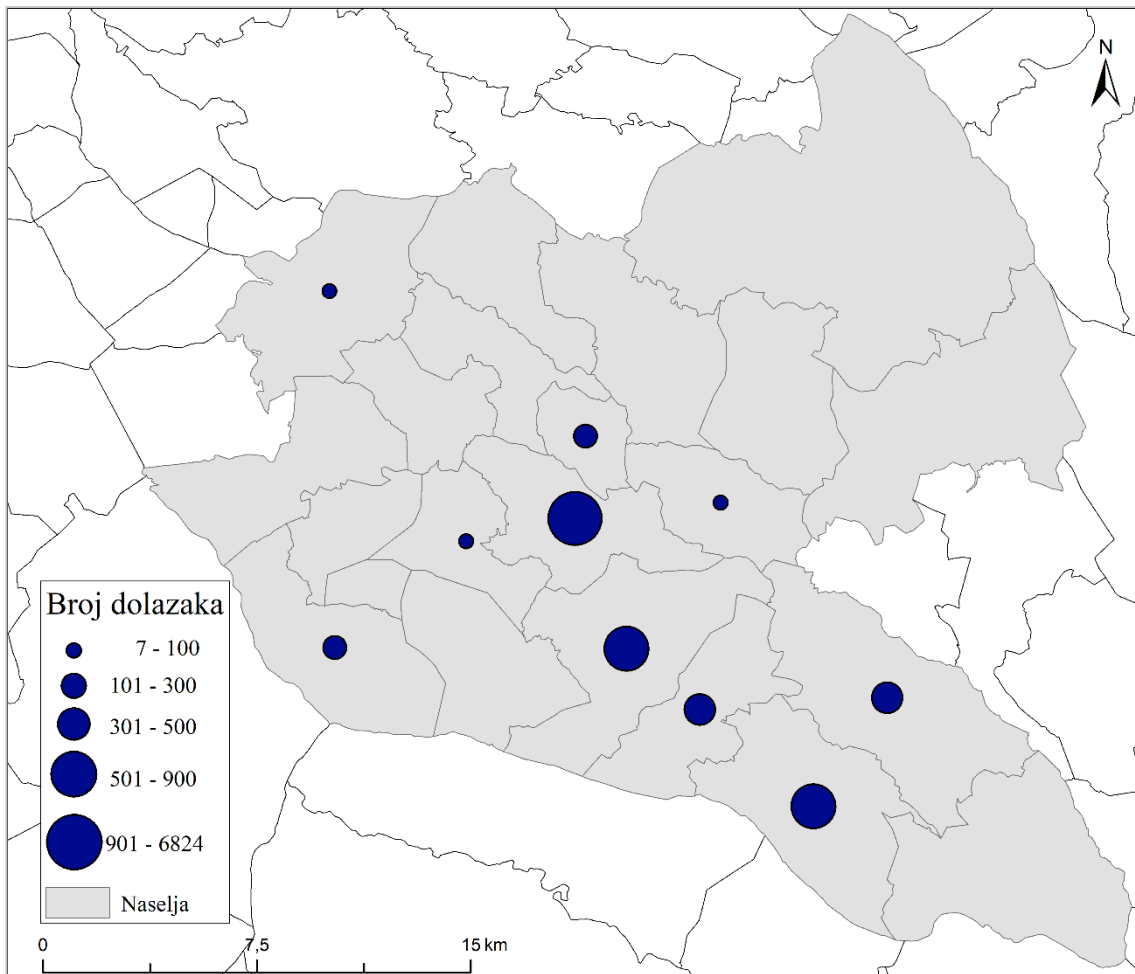 N
Broj dolazaka
7 - 100
101 - 300
301 - 500
501 - 900
901 - 6824
Naselja
0 7,5 15 km